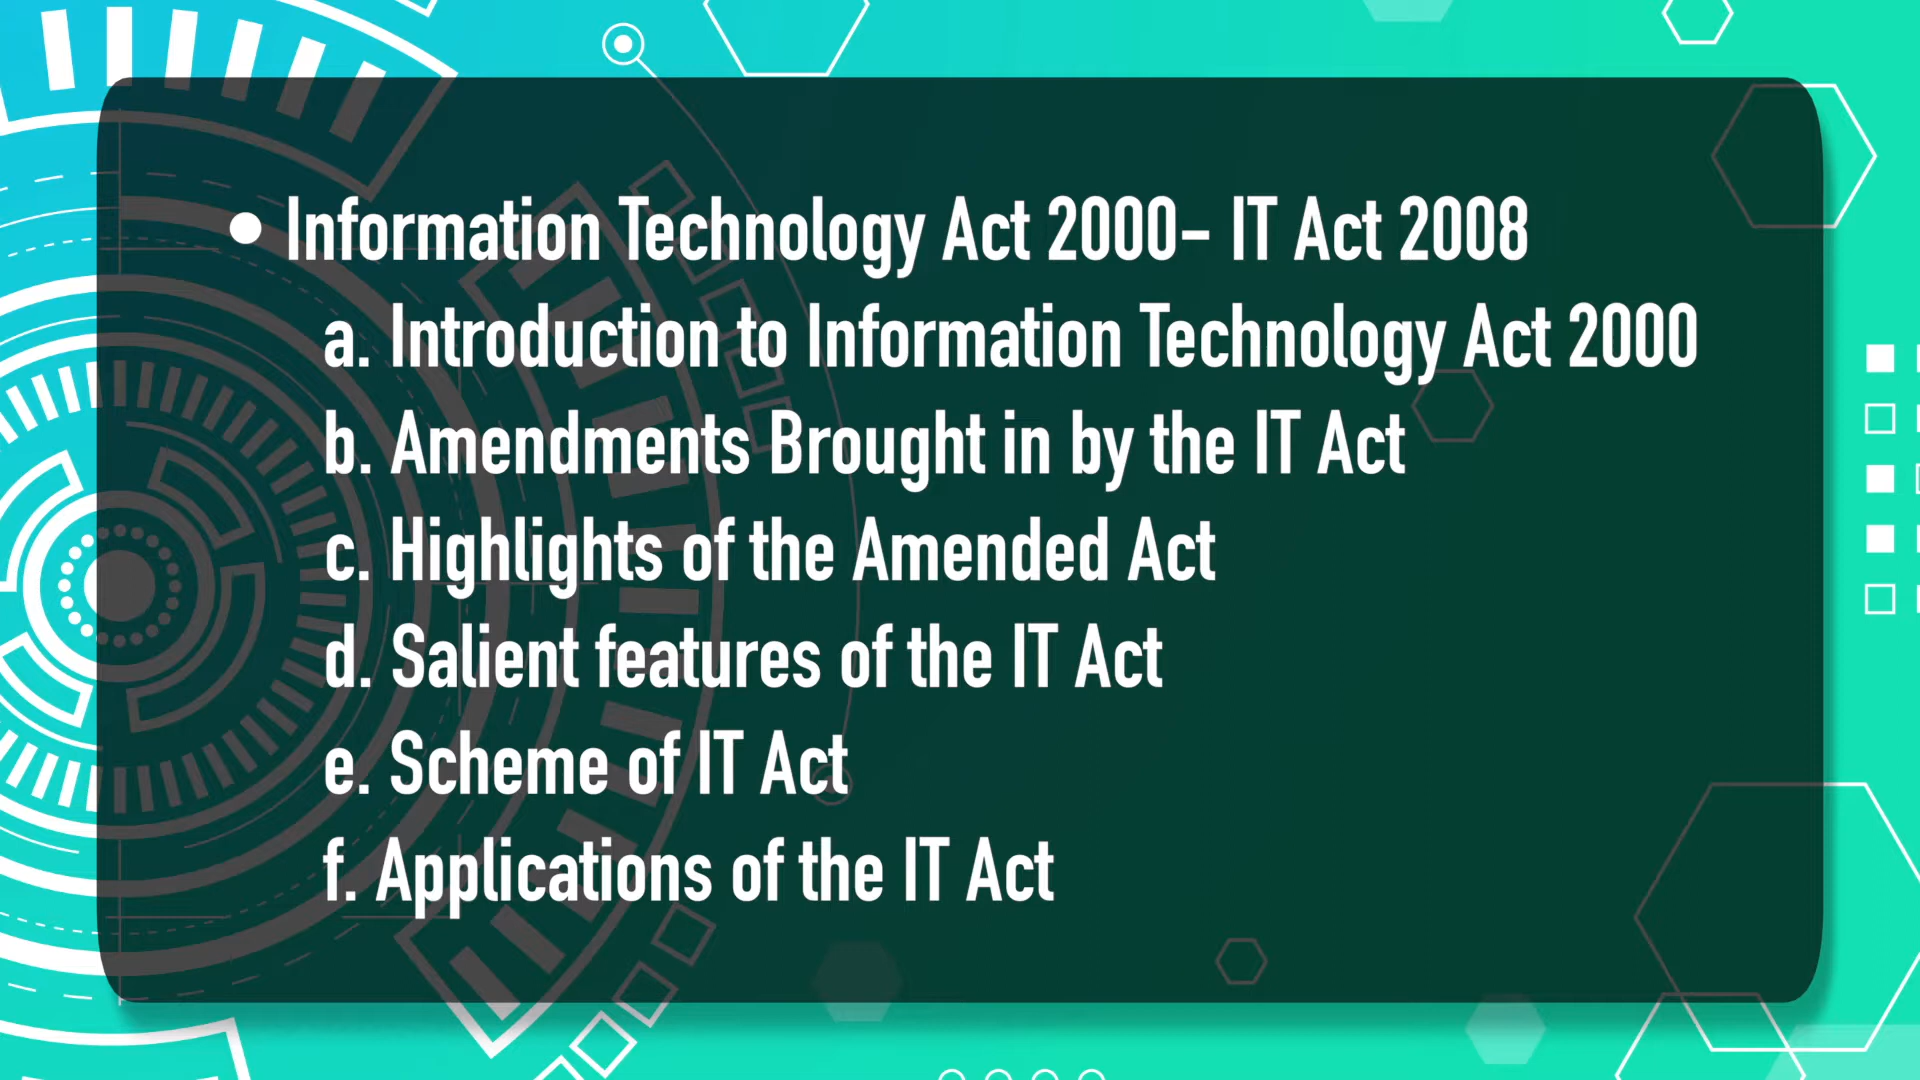 • Information Technology Act 2000– IT Act 2008
a. Introduction to Information Technology Act 2000
b. Amendments Brought in by the IT Act
c. Highlights of the Amended Act
d. Salient features of the IT Act
e. Scheme of IT Act
f. Applications of the IT Act